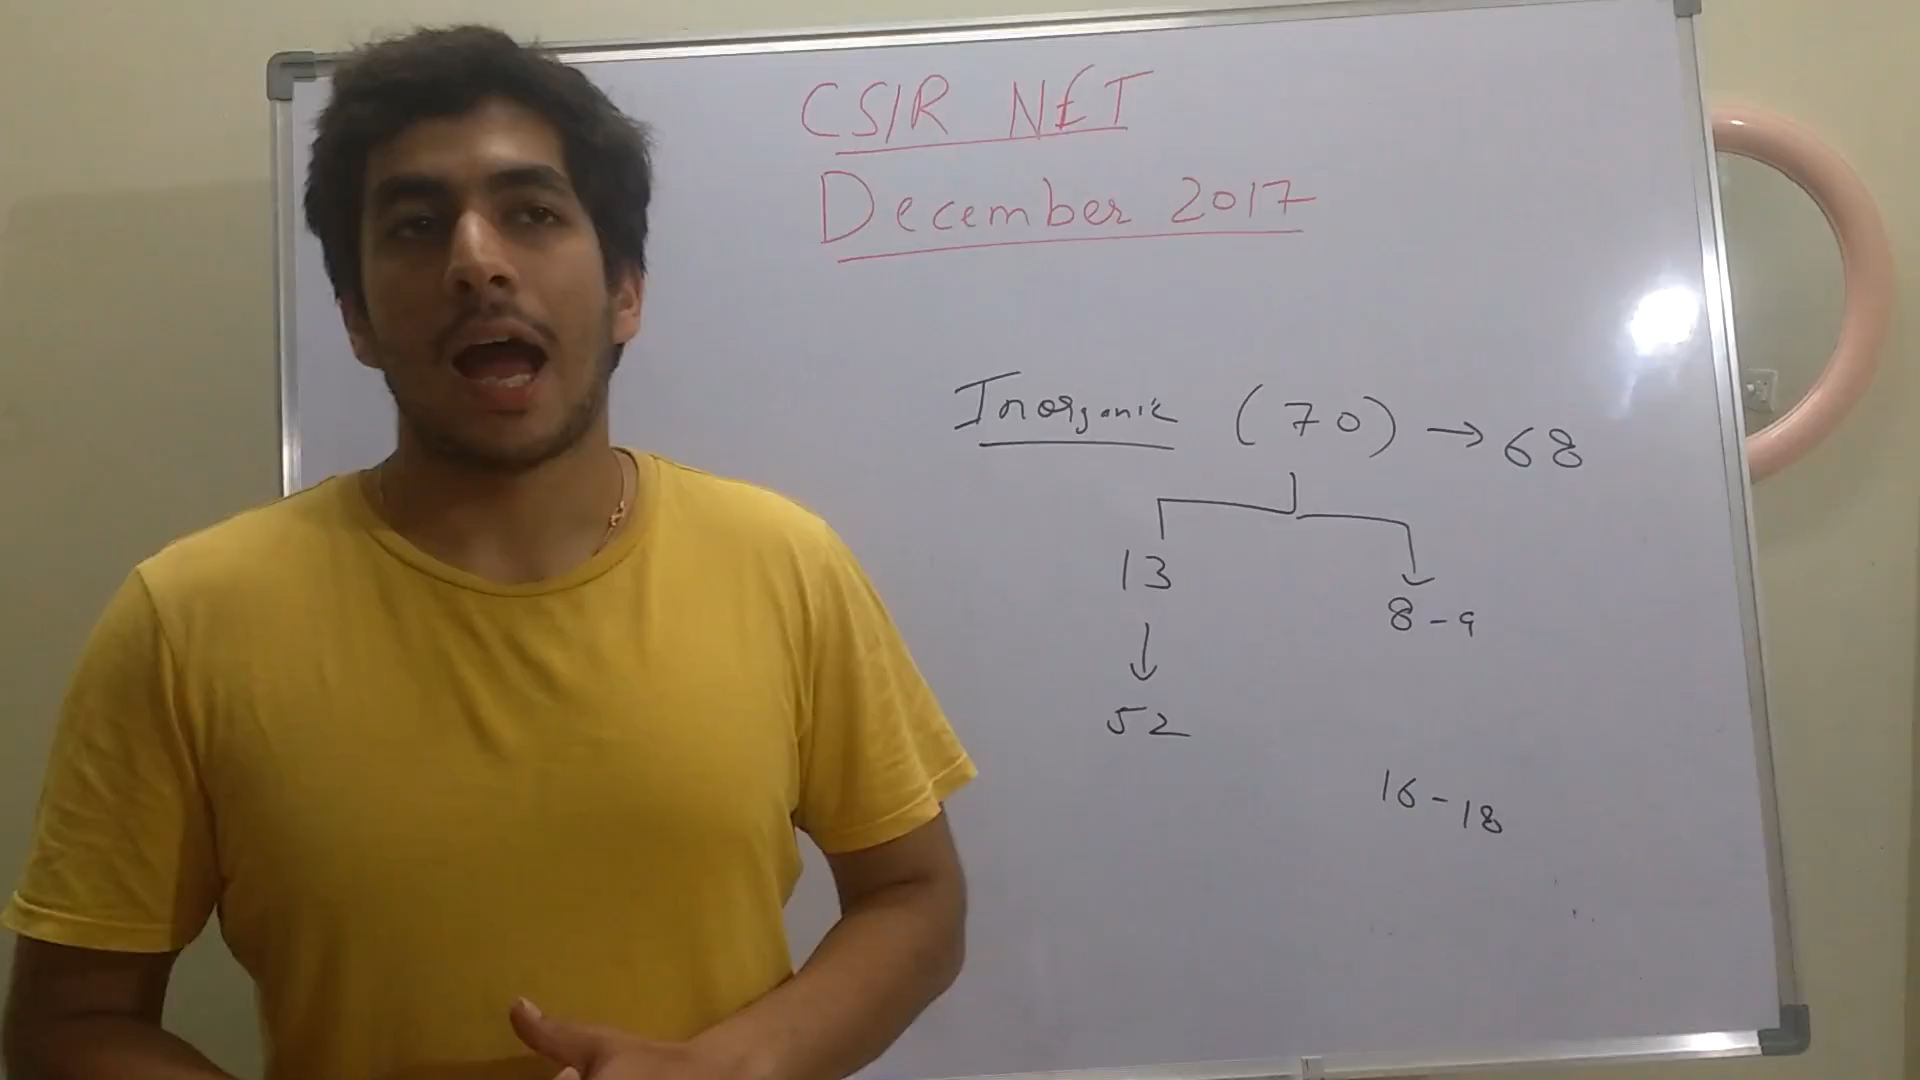 CSIR NET
December 2017
Inorganic (70) → 68
13
8-9
↓
52
16-18